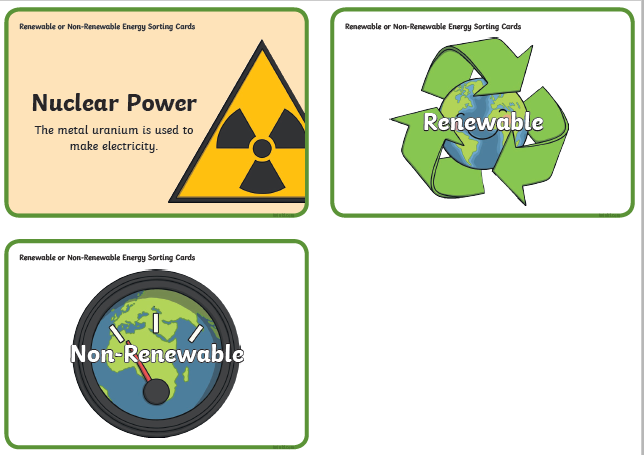 Renewable or Non-Renewable Energy Sorting Cards
Nuclear Power
The metal uranium is used to
make electricity.
Renewable or Non-Renewable Energy Sorting Cards
Renewable
Renewable or Non-Renewable Energy Sorting Cards
Non-Renewable